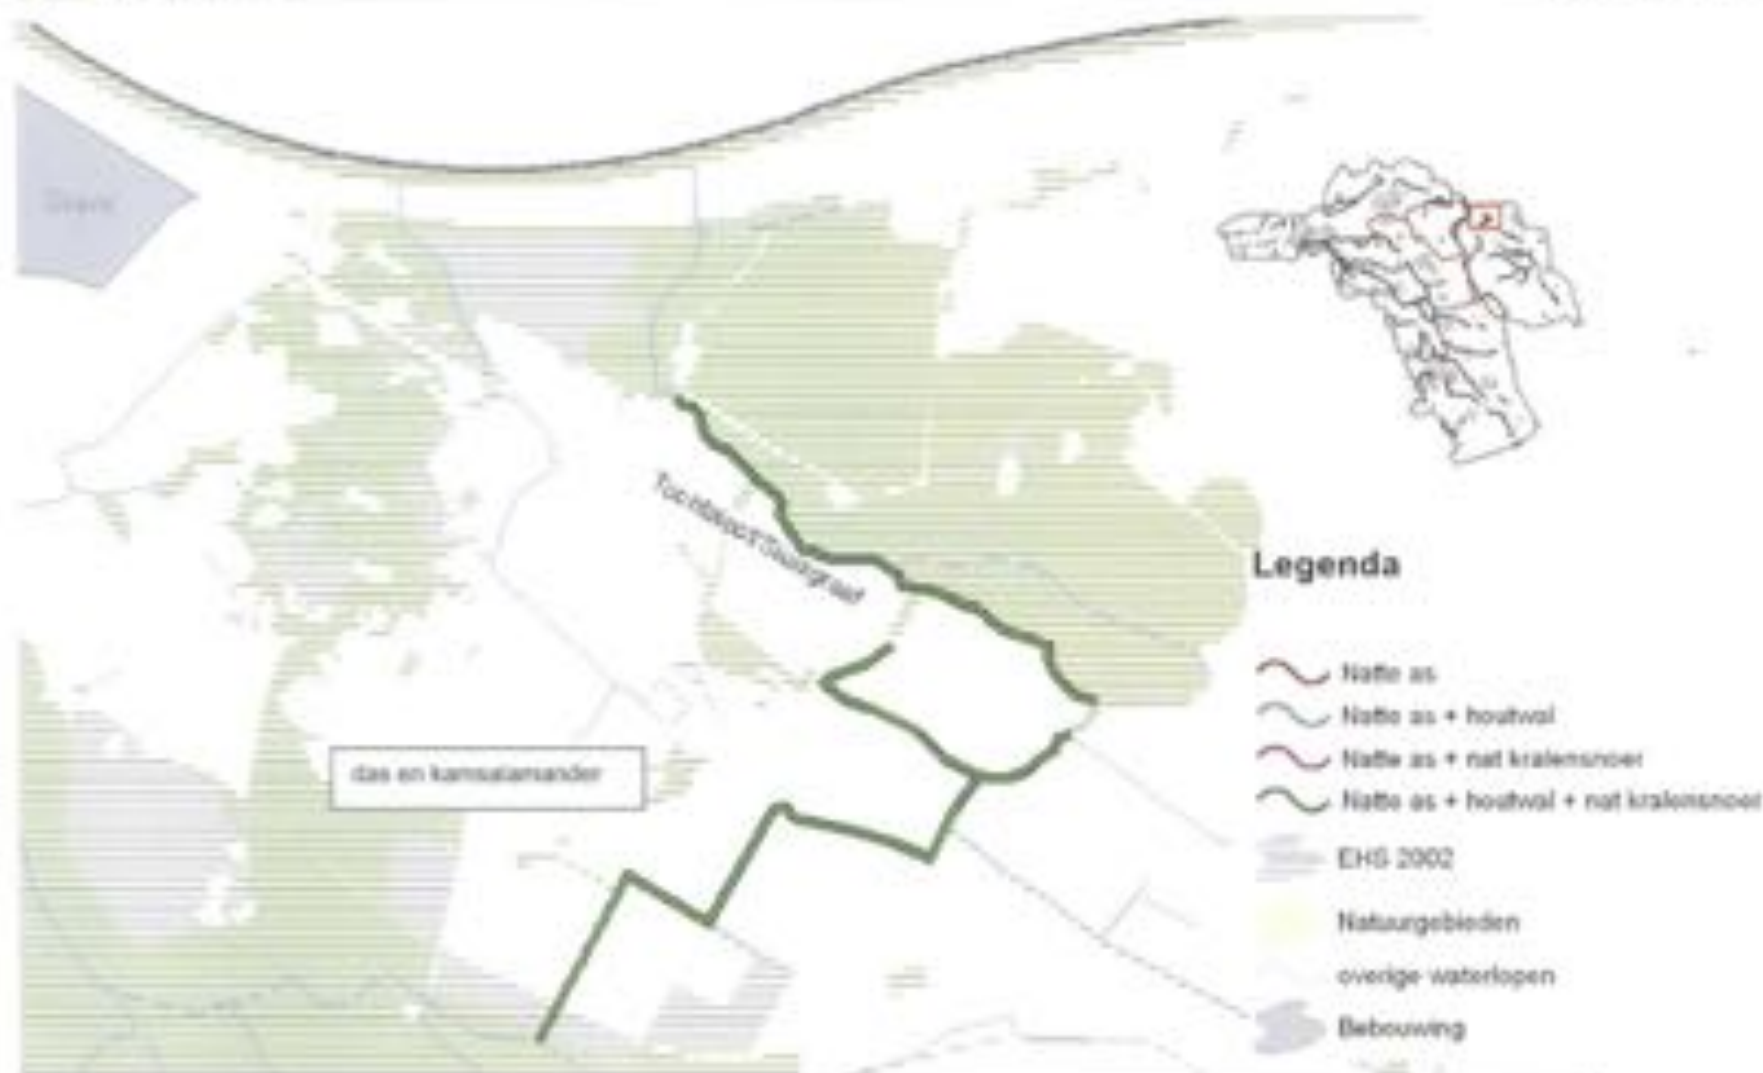 das en kamsalamander
Legenda
Natte as
Natte as + houtwal
Natte as + nat kralensnoer
Natte as + houtwal + nat kralensnoer
EHS 2002
Natuurgebieden
overige waterlopen
Bebouwing